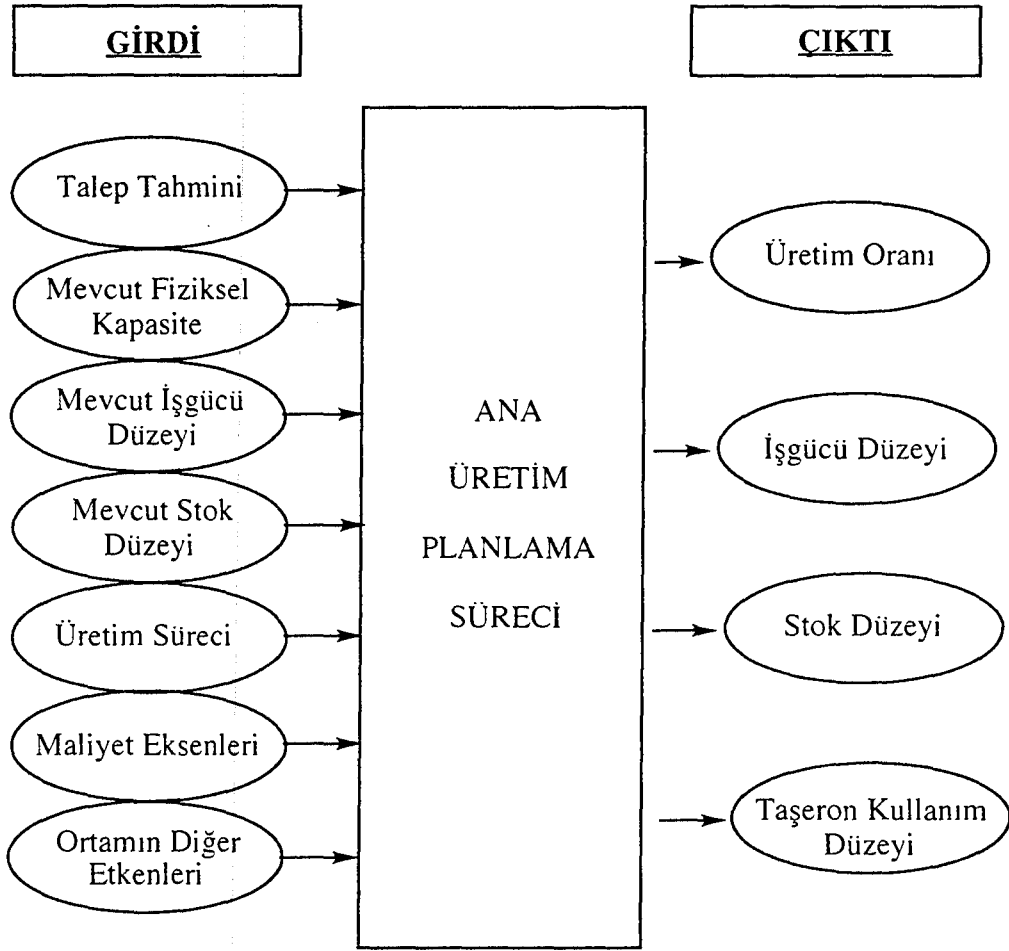 GİRDİ
ÇIKTI
Talep Tahmini
Mevcut Fiziksel
Kapasite
Mevcut İşgücü
Düzeyi
Mevcut Stok
Düzeyi
Üretim Süreci
Maliyet Eksenleri
Ortamın Diğer
Etkenleri
ANA
ÜRETİM
PLANLAMA
SÜRECİ
Üretim Oranı
İşgücü Düzeyi
Stok Düzeyi
Taşeron Kullanım
Düzeyi